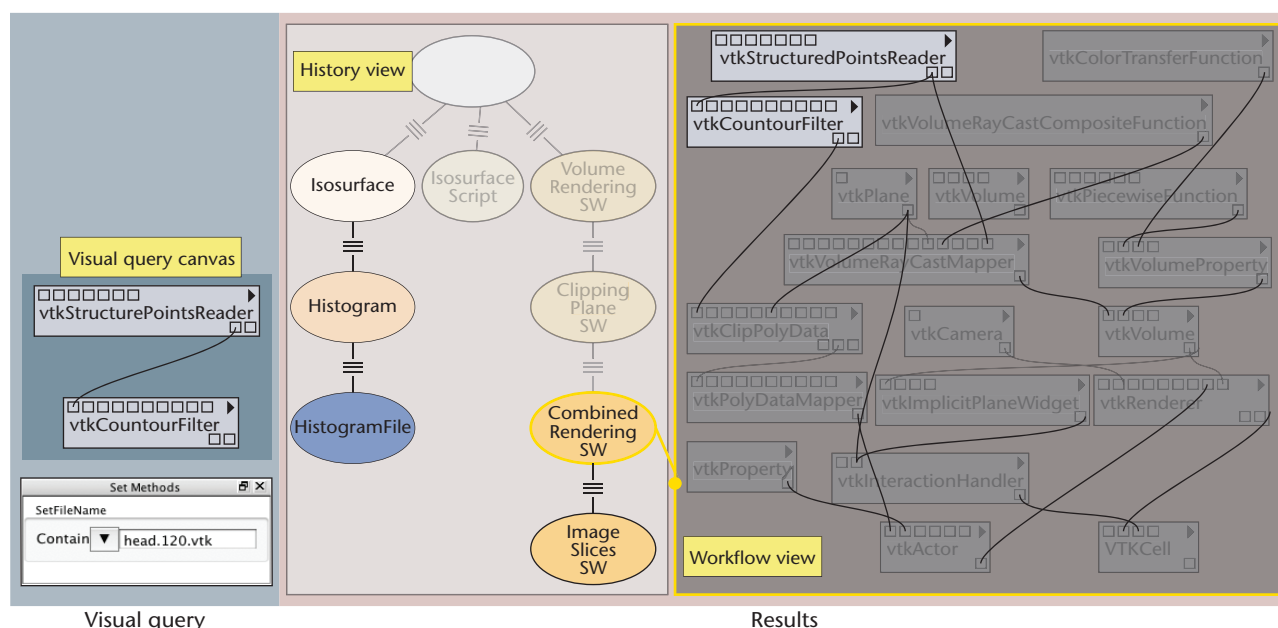 Visual query canvas
vtkStructurePointsReader
vtkCountourFilter
Set Methods
SetFileName
Contain
head.120.vtk
Visual query
History view
Isosurface
Isosurface
Script
Volume
Rendering
SW
Histogram
Clipping
Plane
SW
HistogramFile
Combined
Rendering
SW
Image
Slices
SW
vtkStructuredPointsReader
vtkColorTransferFunction
vtkCountourFilter
vtkVolumeRayCastCompositeFunction
vtkPlane
vtkVolume
vtkPiecewiseFunction
vtkVolumeRayCastMapper
vtkVolumeProperty
vtkClipPolyData
vtkCamera
vtkVolume
vtkPolyDataMapper
vtkImplicitPlaneWidget
vtkRenderer
vtkProperty
vtkInteractionHandler
vtkActor
VTKCell
Workflow view
Results